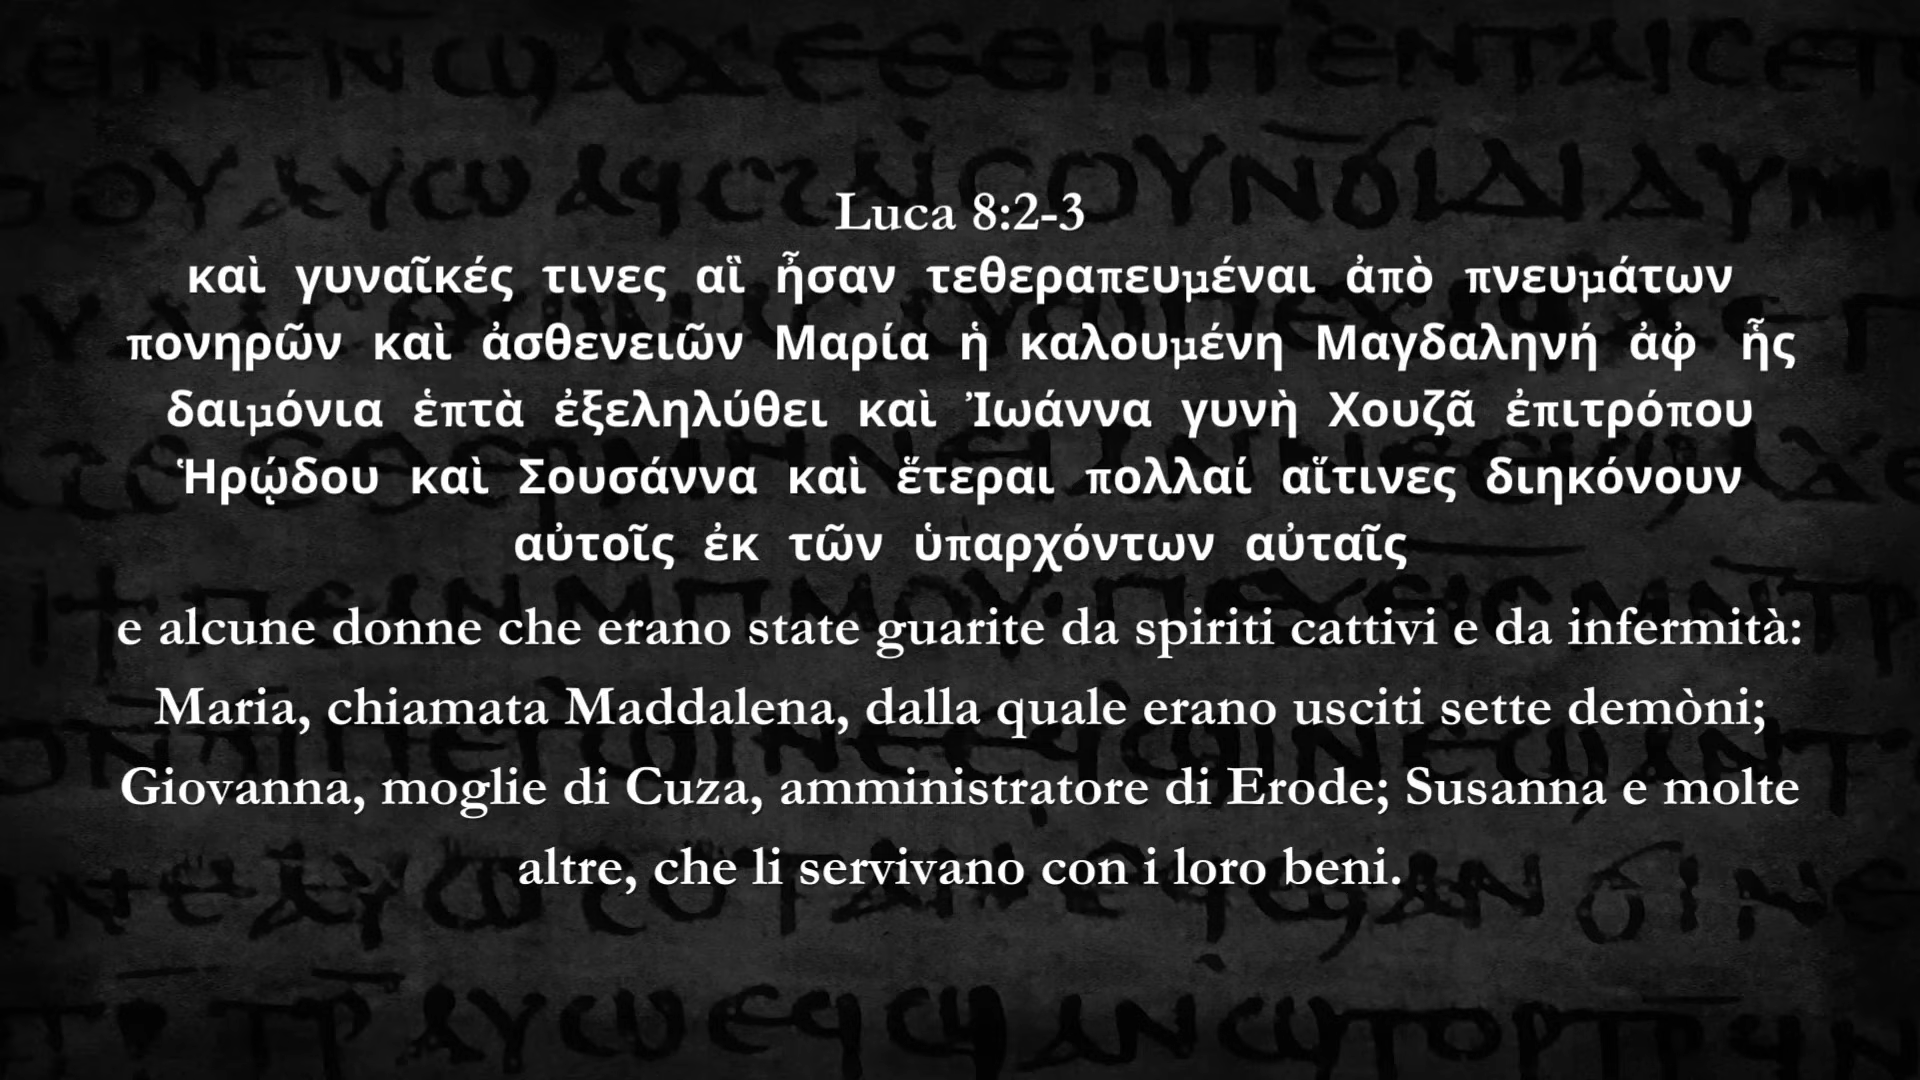 Luca 8:2-3
καὶ γυναῖκές τινες αἳ ἦσαν τεθεραπευμέναι ἀπὸ πνευμάτων
πονηρῶν καὶ ἀσθενειῶν Μαρία ἡ καλουμένη Μαγδαληνή ἀφ̓ ἧς
δαιμόνια ἑπτὰ ἐξεληλύθει καὶ Ἰωάννα γυνὴ Χουζᾶ ἐπιτρόπου
Ἡρῴδου καὶ Σουσάννα καὶ ἕτεραι πολλαί αἵτινες διηκόνουν
αὐτοῖς ἐκ τῶν ὑπαρχόντων αὐταῖς
e alcune donne che erano state guarite da spiriti cattivi e da infermità:
Maria, chiamata Maddalena, dalla quale erano usciti sette demòni;
Giovanna, moglie di Cuza, amministratore di Erode; Susanna e molte
altre, che li servivano con i loro beni.